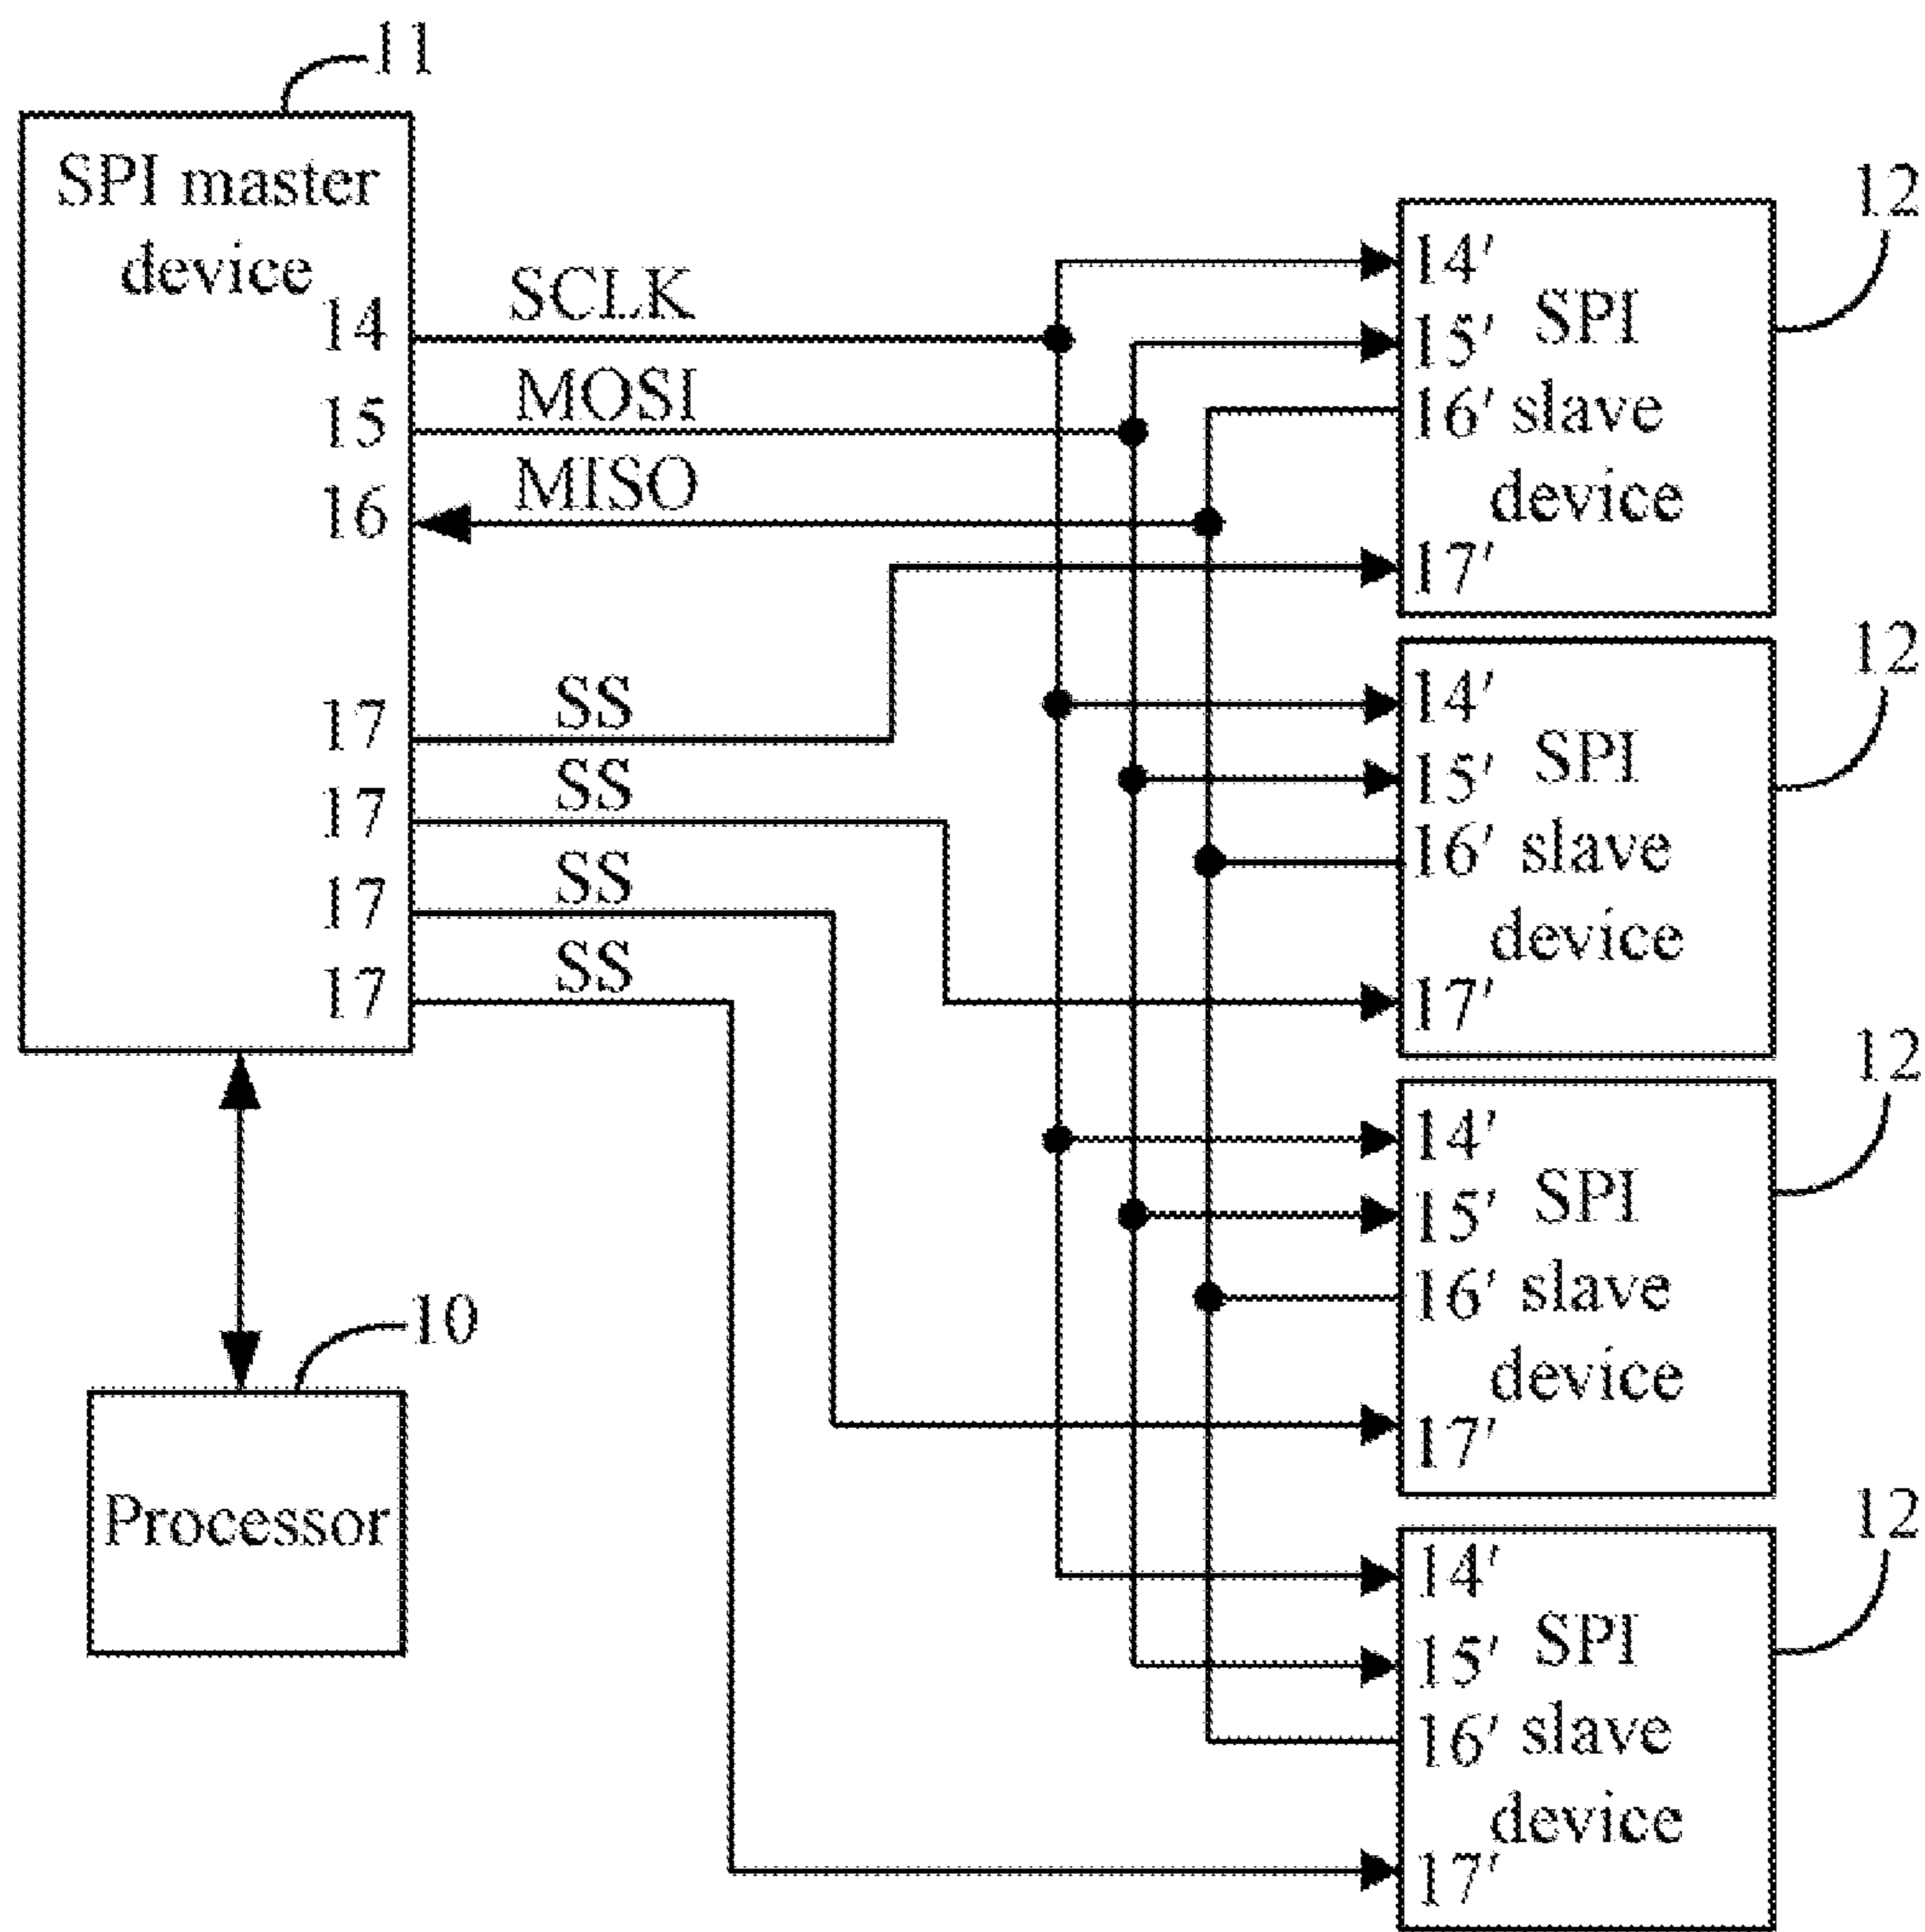 11
SPI master
device
14
15
16
17
17
17
17
SCLK
MOSI
MISO
SS
SS
SS
SS
10
Processor
12
14'
15'
SPI
16' slave
device
17'
12
14'
15'
SPI
16' slave
device
17'
12
14'
15'
SPI
16' slave
device
17'
12
14'
15'
SPI
16' slave
device
17'